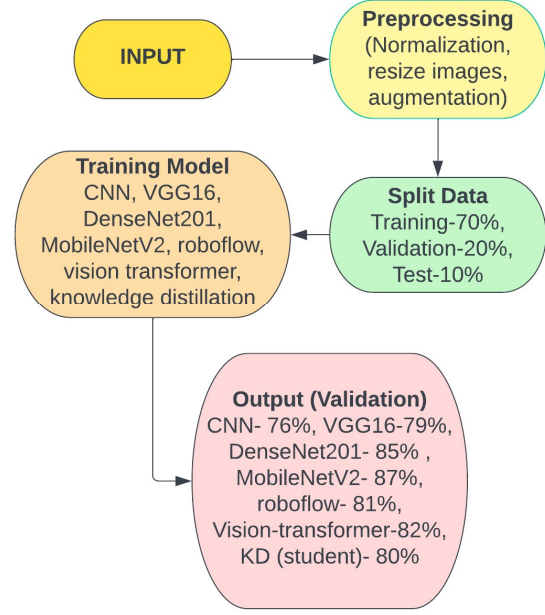 INPUT
Preprocessing
(Normalization,
resize images,
augmentation)
Training Model
CNN, VGG16,
DenseNet201,
MobileNetV2, roboflow,
vision transformer,
knowledge distillation
Split Data
Training-70%,
Validation-20%,
Test-10%
Output (Validation)
CNN- 76%, VGG16-79%,
DenseNet201- 85% ,
MobileNetV2- 87%,
roboflow- 81%,
Vision-transformer-82%,
KD (student)- 80%